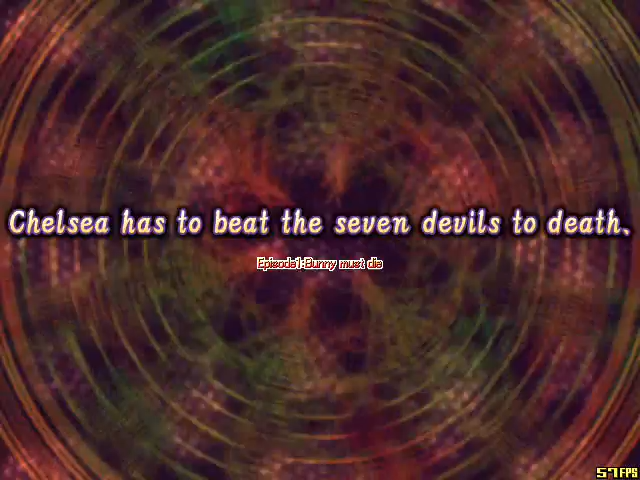 Chelsea has to beat the seven devils to death.
Episode1:Bunny must die
57FPS